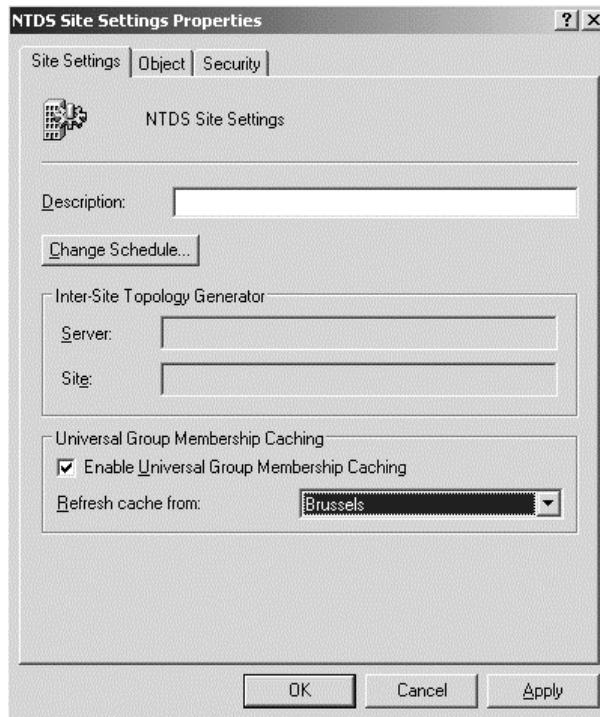 NTDS Site Settings Properties
Site Settings Object Security
NTDS Site Settings
Description:
Change Schedule...
Inter-Site Topology Generator
Server:
Site:
Universal Group Membership Caching
Enable Universal Group Membership Caching
Refresh cache from: Brussels
OK Cancel Apply